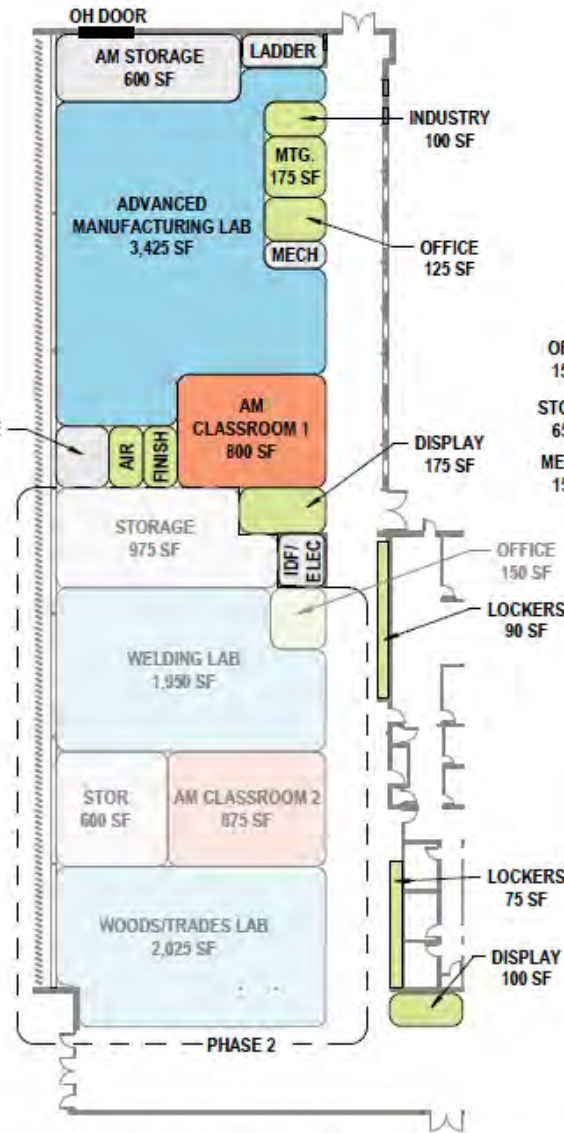 OH DOOR
AM STORAGE
600 SF
LADDER
INDUSTRY
100 SF
MTG.
175 SF
ADVANCED
MANUFACTURING LAB
3,425 SF
OFFICE
125 SF
MECH
AM
CLASSROOM 1
800 SF
AIR
FINISH
DISPLAY
175 SF
STORAGE
975 SF
IDF/
ELEC
OFFICE
150 SF
LOCKERS
90 SF
WELDING LAB
1,950 SF
STOR
600 SF
AM CLASSROOM 2
875 SF
LOCKERS
75 SF
WOODS/TRADES LAB
2,025 SF
DISPLAY
100 SF
PHASE 2